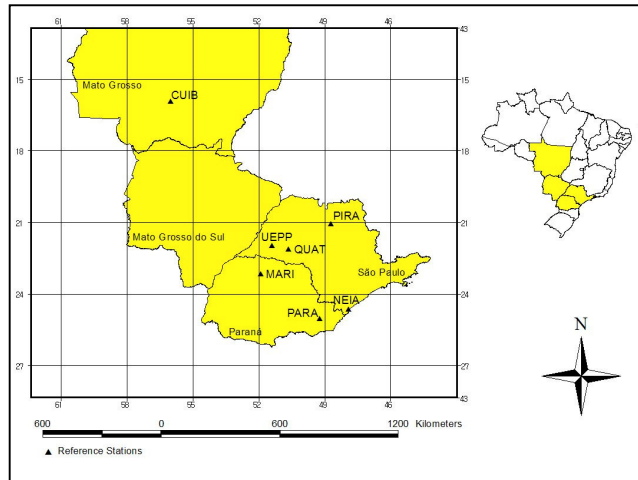 61 58 55 52 49 46 43
15 15
Mato Grosso
CUIB
18 18
21 21
PIRA
Mato Grosso do Sul
UEPP
QUAT
MARI
São Paulo
24 24
NEIA
PARA
Paraná
27 27
61 58 55 52 49 46 43
N
600 0 600 1200 Kilometers
Reference Stations